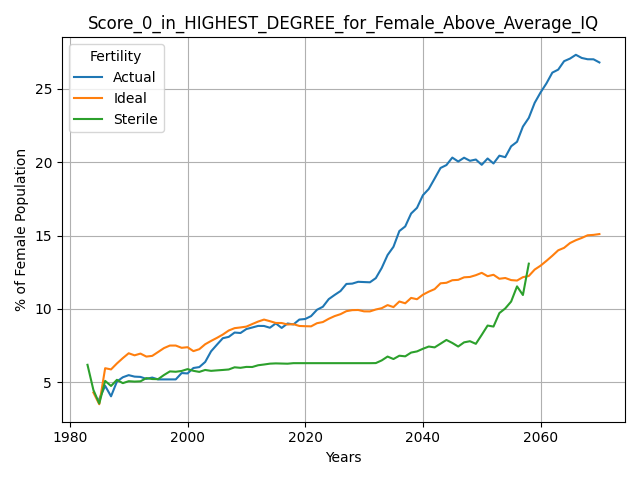 Score_0_in_HIGHEST_DEGREE_for_Female_Above_Average_IQ
Fertility
Actual
Ideal
Sterile
% of Female Population
25
20
15
10
5
1980
2000
2020
2040
2060
Years